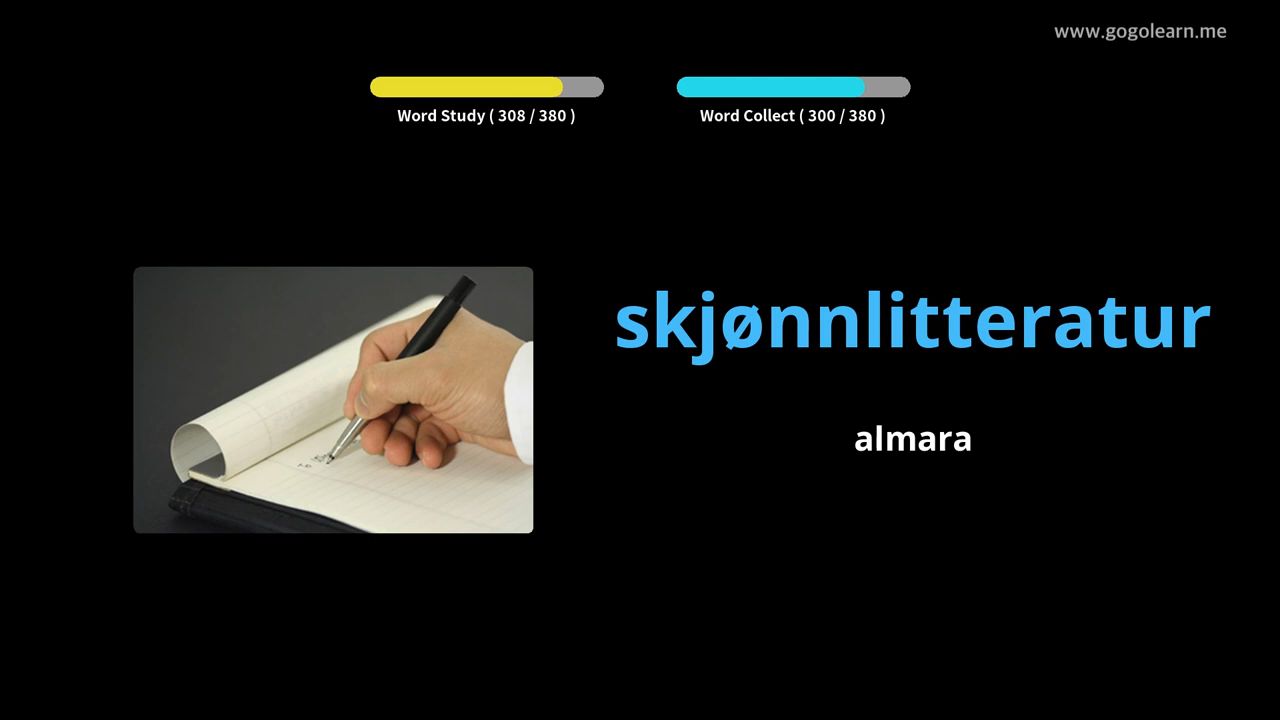 www.gogolearn.me
Word Study ( 308 / 380 )
Word Collect ( 300 / 380 )
skjønnlitteratur
almara